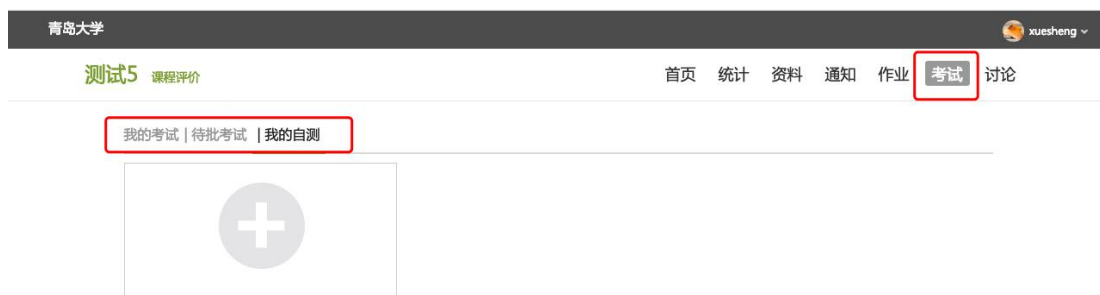 青岛大学 xuesheng
测试5 课程评价 首页 统计 资料 通知 作业 考试 讨论
我的考试 | 待批考试 | 我的自测